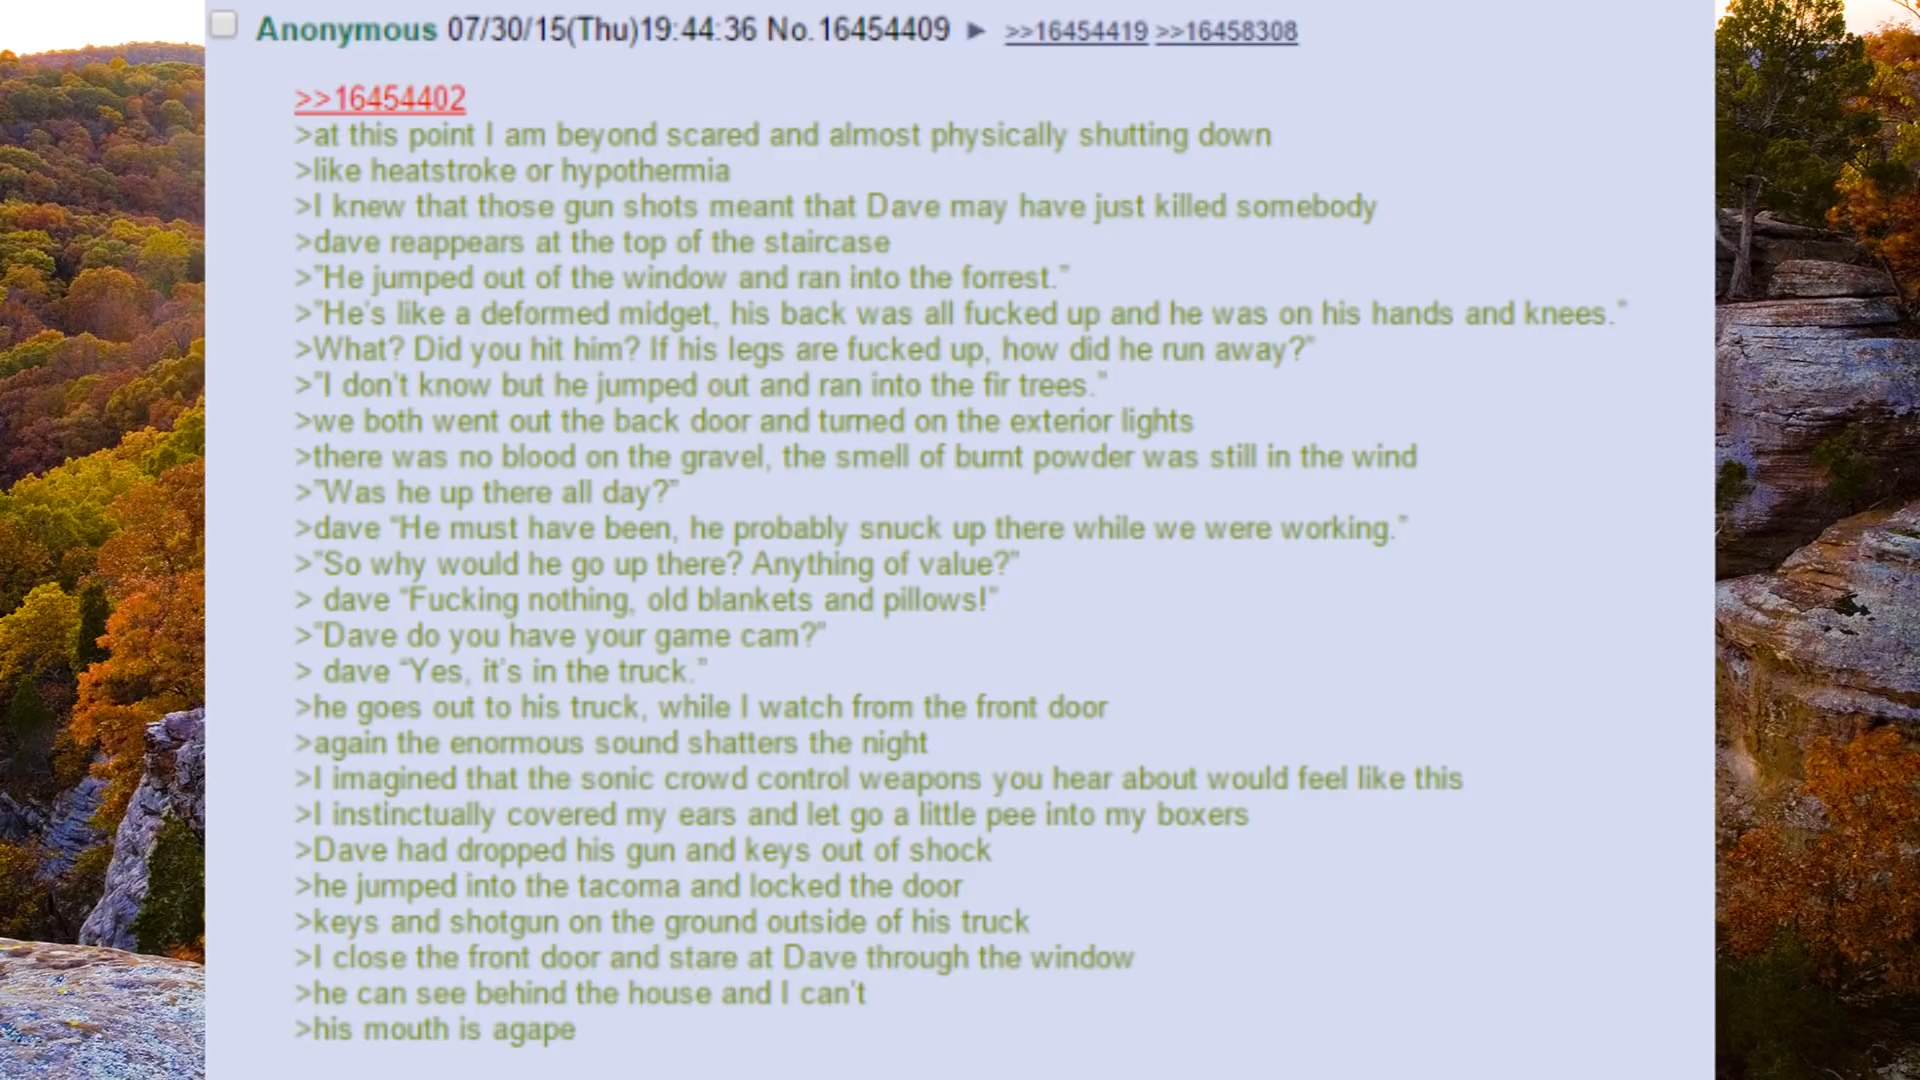 Anonymous 07/30/15(Thu)19:44:36 No.16454409 ► >>16454419 >>16458308
>>16454402
>at this point I am beyond scared and almost physically shutting down
>like heatstroke or hypothermia
>I knew that those gun shots meant that Dave may have just killed somebody
>dave reappears at the top of the staircase
>"He jumped out of the window and ran into the forrest."
>"He's like a deformed midget, his back was all fucked up and he was on his hands and knees."
>What? Did you hit him? If his legs are fucked up, how did he run away?"
>"I don't know but he jumped out and ran into the fir trees."
>we both went out the back door and turned on the exterior lights
>there was no blood on the gravel, the smell of burnt powder was still in the wind
>"Was he up there all day?"
>dave "He must have been, he probably snuck up there while we were working."
>"So why would he go up there? Anything of value?"
> dave "Fucking nothing, old blankets and pillows!"
>"Dave do you have your game cam?"
> dave "Yes, it's in the truck."
>he goes out to his truck, while I watch from the front door
>again the enormous sound shatters the night
>I imagined that the sonic crowd control weapons you hear about would feel like this
>I instinctually covered my ears and let go a little pee into my boxers
>Dave had dropped his gun and keys out of shock
>he jumped into the tacoma and locked the door
>keys and shotgun on the ground outside of his truck
>I close the front door and stare at Dave through the window
>he can see behind the house and I can't
>his mouth is agape